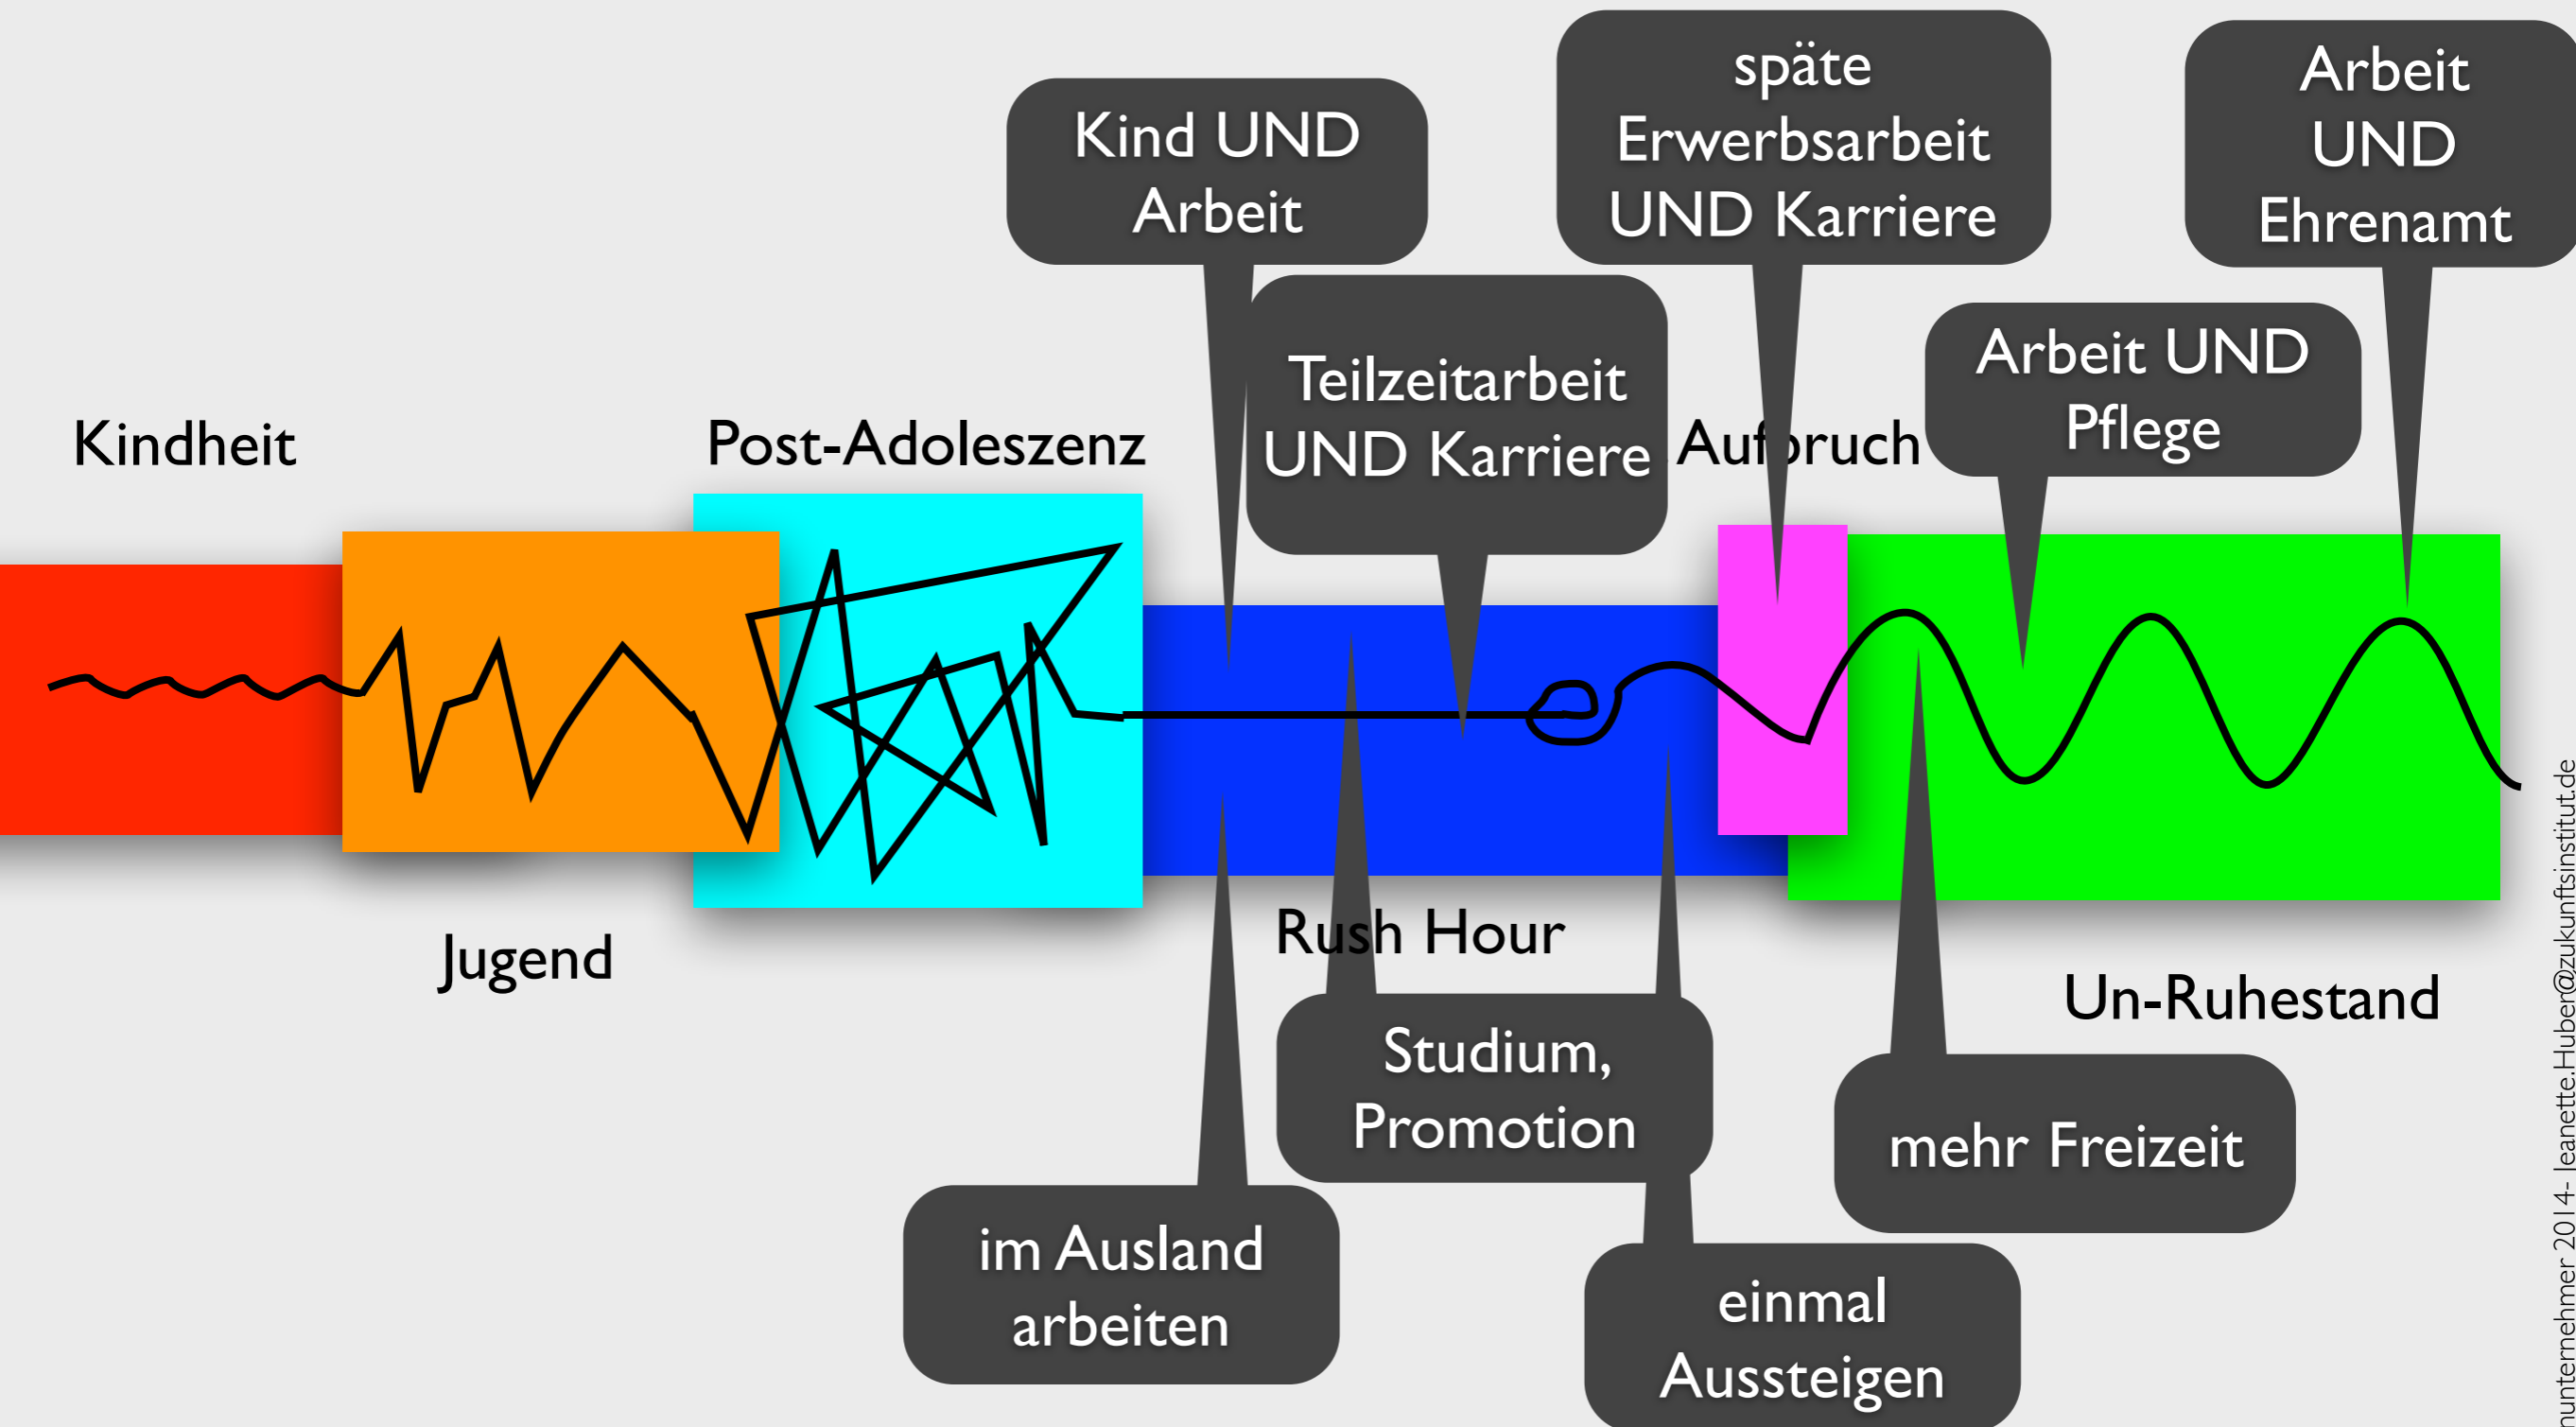 Kindheit
Post-Adoleszenz
Kind UND
Arbeit
Teilzeitarbeit
UND Karriere
späte
Erwerbsarbeit
UND Karriere
Aufbruch
Arbeit UND
Pflege
Arbeit
UND
Ehrenamt
Jugend
Rush Hour
Un-Ruhestand
Studium,
Promotion
mehr Freizeit
im Ausland
arbeiten
einmal
Aussteigen
2014- Jeanette.Huber@zukunftsinstitut.de